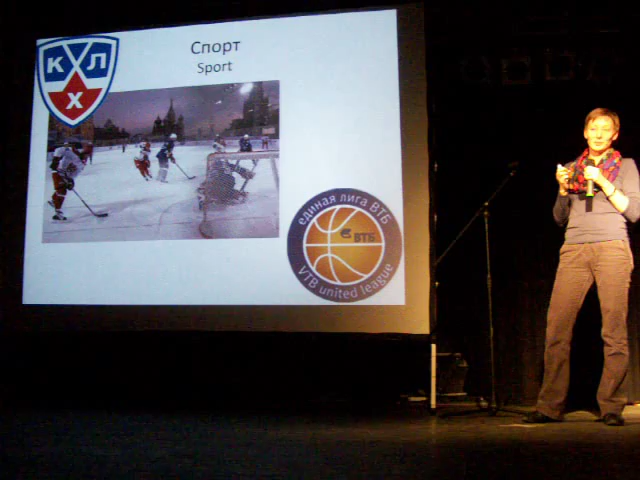 Спорт
Sport
КЛ
Х
единая лига ВТБ
ВТБ
VTB united league